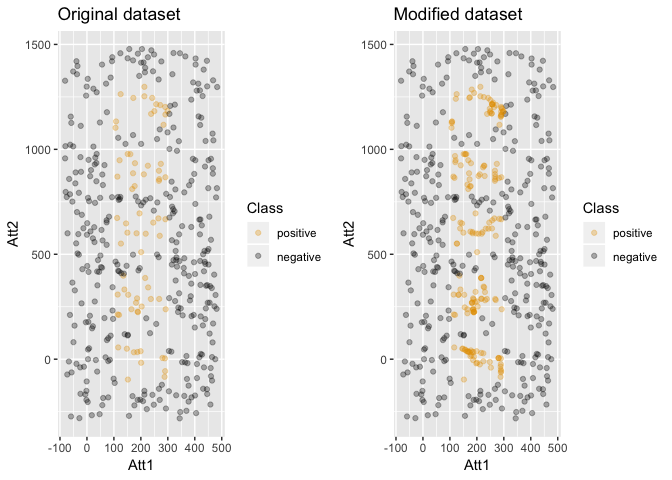 Original dataset
1500
1000
500
0
Att2
-100 0 100 200 300 400 500
Att1
Class
positive
negative
Modified dataset
1500
1000
500
0
Att2
-100 0 100 200 300 400 500
Att1
Class
positive
negative